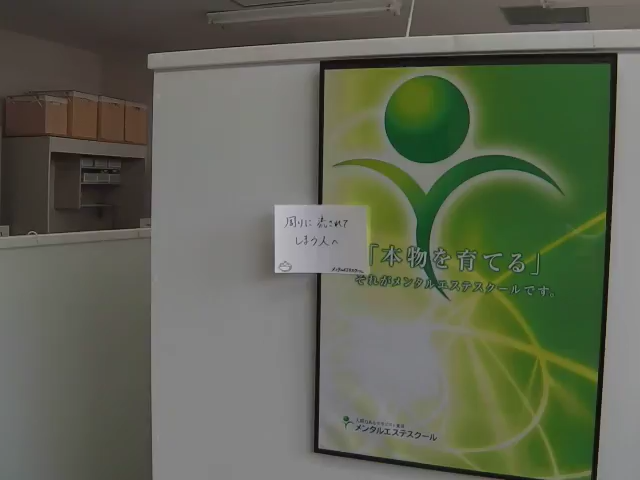 周りに流されて
しまう人へ
「本物を育てる」
それがメンタルエステスクールです。
メンタルエステスクール